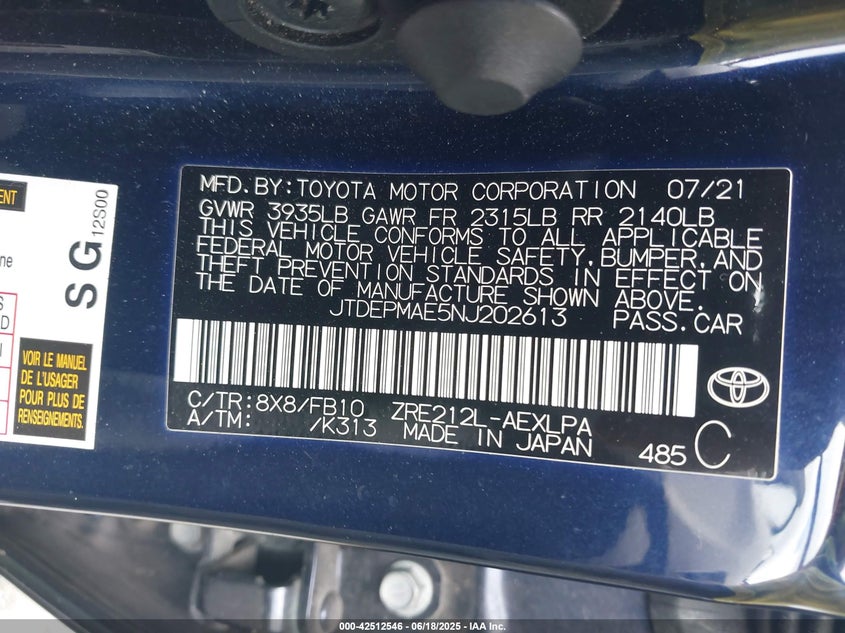 MFD.BY:TOYOTA MOTOR CORPORATION 07/21
GVWR 3935LB GAWR FR 2315LB RR 2140LB
THIS VEHICLE CONFORMS TO ALL APPLICABLE
FEDERAL MOTOR VEHICLE SAFETY,BUMPER,AND
THEFT PREVENTION STANDARDS IN EFFECT ON
THE DATE OF MANUFACTURE SHOWN ABOVE.
JTDEPMAE5NJ202613 PASS.CAR
C/TR:8X8/FB10 ZRE212L-AEXLPA
A/TM: /K313 MADE IN JAPAN
485 C
SG 12S00
VOIR LE MANUEL
DE L'USAGER
POUR PLUS DE
RENSEIGNEMENTS.
000-42512546 - 06/18/2025 - IAA Inc.